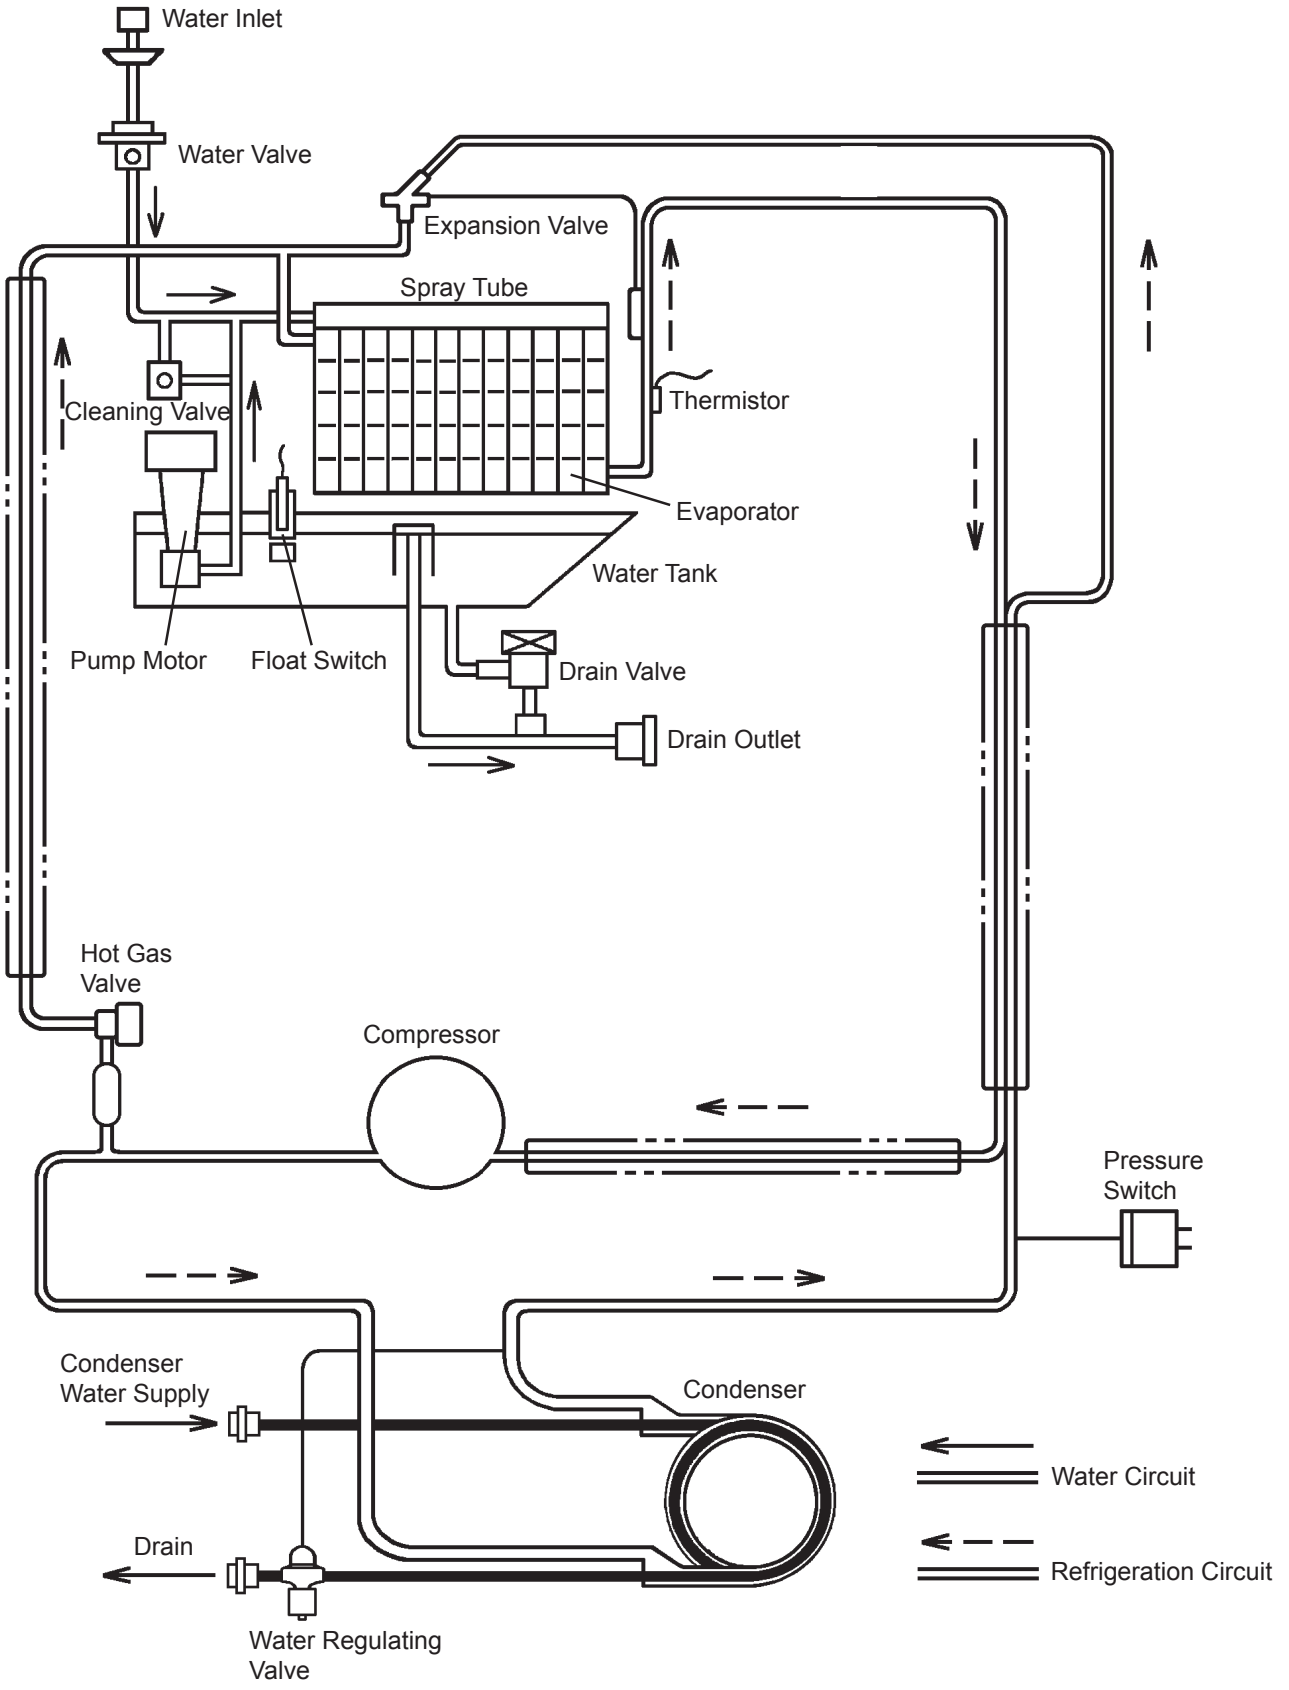 Water Inlet
Water Valve
Expansion Valve
Spray Tube
Thermistor
Cleaning Valve
Evaporator
Water Tank
Pump Motor
Float Switch
Drain Valve
Drain Outlet
Hot Gas
Valve
Compressor
Pressure
Switch
Condenser
Water Supply
Condenser
Water Circuit
Drain
Refrigeration Circuit
Water Regulating
Valve